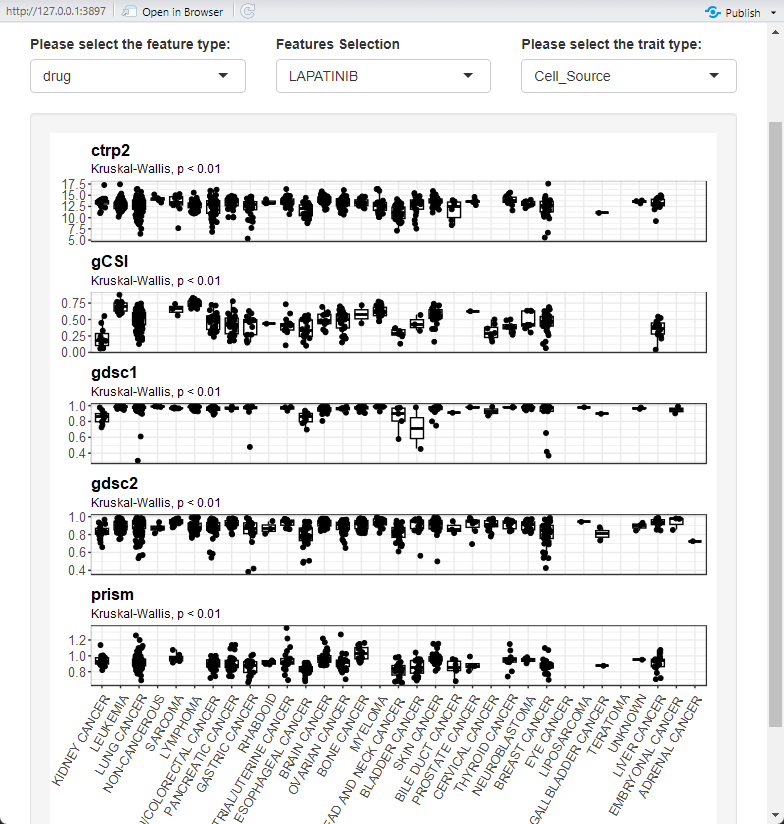 http://127.0.0.1:3897 Open in Browser Publish
Please select the feature type: Features Selection Please select the trait type:
drug LAPATINIB Cell_Source
ctrp2
Kruskal-Wallis, p < 0.01
17.5
15.0
12.5
10.0
7.5
5.0
gCSI
Kruskal-Wallis, p < 0.01
0.75
0.50
0.25
0.00
gdsc1
Kruskal-Wallis, p < 0.01
1.0
0.8
0.6
0.4
gdsc2
Kruskal-Wallis, p < 0.01
1.0
0.8
0.6
0.4
prism
Kruskal-Wallis, p < 0.01
1.2
1.0
0.8
KIDNEY CANCER
LEUKEMIA
LUNG CANCER
NON-CANCEROUS
SARCOMA
LYMPHOMA
/COLORECTAL CANCER
PANCREATIC CANCER
GASTRIC CANCER
RHABDOID
TRIAL/UTERINE CANCER
ESOPHAGEAL CANCER
BRAIN CANCER
OVARIAN CANCER
BONE CANCER
MYELOMA
EAD AND NECK CANCER
BLADDER CANCER
SKIN CANCER
BILE DUCT CANCER
PROSTATE CANCER
CERVICAL CANCER
THYROID CANCER
NEUROBLASTOMA
BREAST CANCER
EYE CANCER
LIPOSARCOMA
GALLBLADDER CANCER
TERATOMA
UNKNOWN
LIVER CANCER
EMBRYONAL CANCER
ADRENAL CANCER